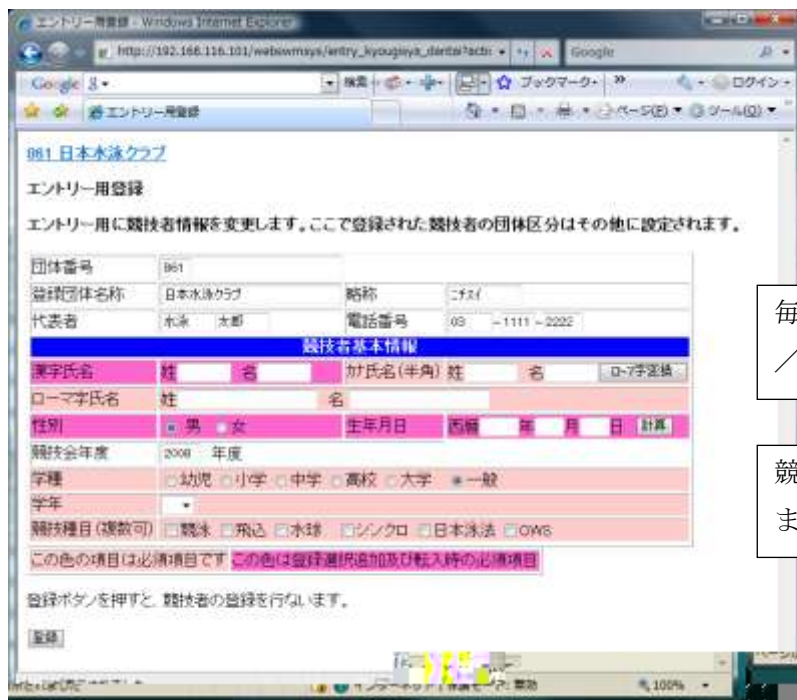 エントリー用登録 - Windows Internet Explorer
Google
Google
検索
ブックマーク
ログイン
エントリー用登録
ページ(P)
ツール(O)
961 日本水泳クラブ
エントリー用登録
エントリー用に競技者情報を変更します。ここで登録された競技者の団体区分はその他に設定されます。
団体番号 961
登録団体名称 日本水泳クラブ 略称 ニチスイ
代表者 水泳 太郎 電話番号 03 - 1111 - 2222
競技者基本情報
漢字氏名 姓 名 カナ氏名(半角) 姓 名 ローマ字変換
ローマ字氏名 姓 名
性別 男 女 生年月日 西暦 年 月 日 計算
競技会年度 2008 年度
学種 幼児 小学 中学 高校 大学 一般
学年
競技種目(複数可) 競泳 飛込 水球 シンクロ 日本泳法 OWS
この色の項目は必須項目です この色は登録選択追加及び転入時の必須項目
登録ボタンを押すと、競技者の登録を行ないます。
登録
100%
毎
／
競
ま